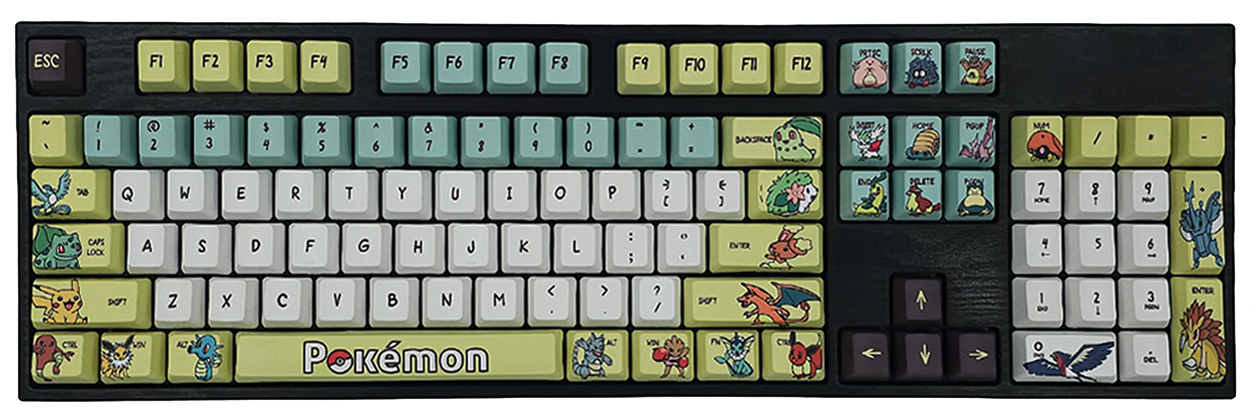 ESC F1 F2 F3 F4 F5 F6 F7 F8 F9 F10 F11 F12 PRTSC SCRLK PAUSE
~ ! @ # $ % ^ & * ( ) _ + BACKSPACE INSERT HOME PGUP NUM / * -
` 1 2 3 4 5 6 7 8 9 0 - =
TAB Q W E R T Y U I O P } { END DELETE PGDN 7 8 9 +
[ ] HOME ↑ PGUP
CAPS A S D F G H J K L : " ENTER 4 5 6
LOCK ; ' ← →
SHIFT Z X C V B N M < > ? SHIFT ↑ 1 2 3 ENTER
, . / END ↓ PGDN
CTRL WIN ALT Pokémon ALT WIN FN CTRL ← ↓ → 0 .
INS DEL